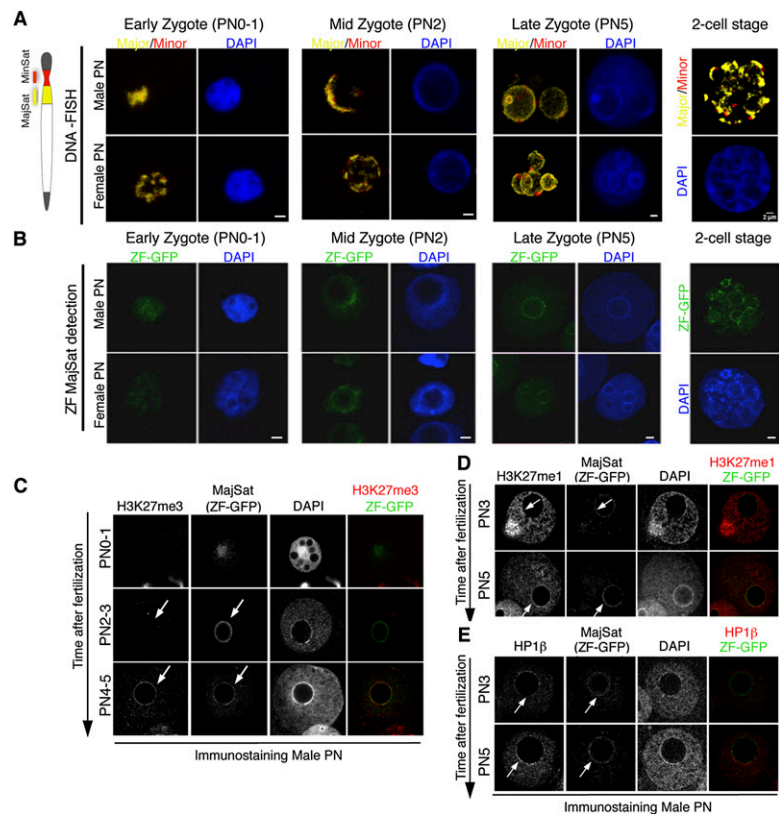 A
Early Zygote (PN0-1)
Mid Zygote (PN2)
Late Zygote (PN5)
2-cell stage
Major/Minor
DAPI
Major/Minor
DAPI
Major/Minor
DAPI
MinSat
MajSat
DNA -FISH
Male PN
Female PN
Major/Minor
DAPI
2 µm
B
Early Zygote (PN0-1)
Mid Zygote (PN2)
Late Zygote (PN5)
2-cell stage
ZF-GFP
DAPI
ZF-GFP
DAPI
ZF-GFP
DAPI
ZF MajSat detection
Male PN
Female PN
ZF-GFP
DAPI
C
H3K27me3
MajSat
(ZF-GFP)
DAPI
H3K27me3
ZF-GFP
Time after fertilization
PN0-1
PN2-3
PN4-5
Immunostaining Male PN
D
H3K27me1
MajSat
(ZF-GFP)
DAPI
H3K27me1
ZF-GFP
Time after fertilization
PN3
PN5
E
HP1β
MajSat
(ZF-GFP)
DAPI
HP1β
ZF-GFP
Time after fertilization
PN3
PN5
Immunostaining Male PN